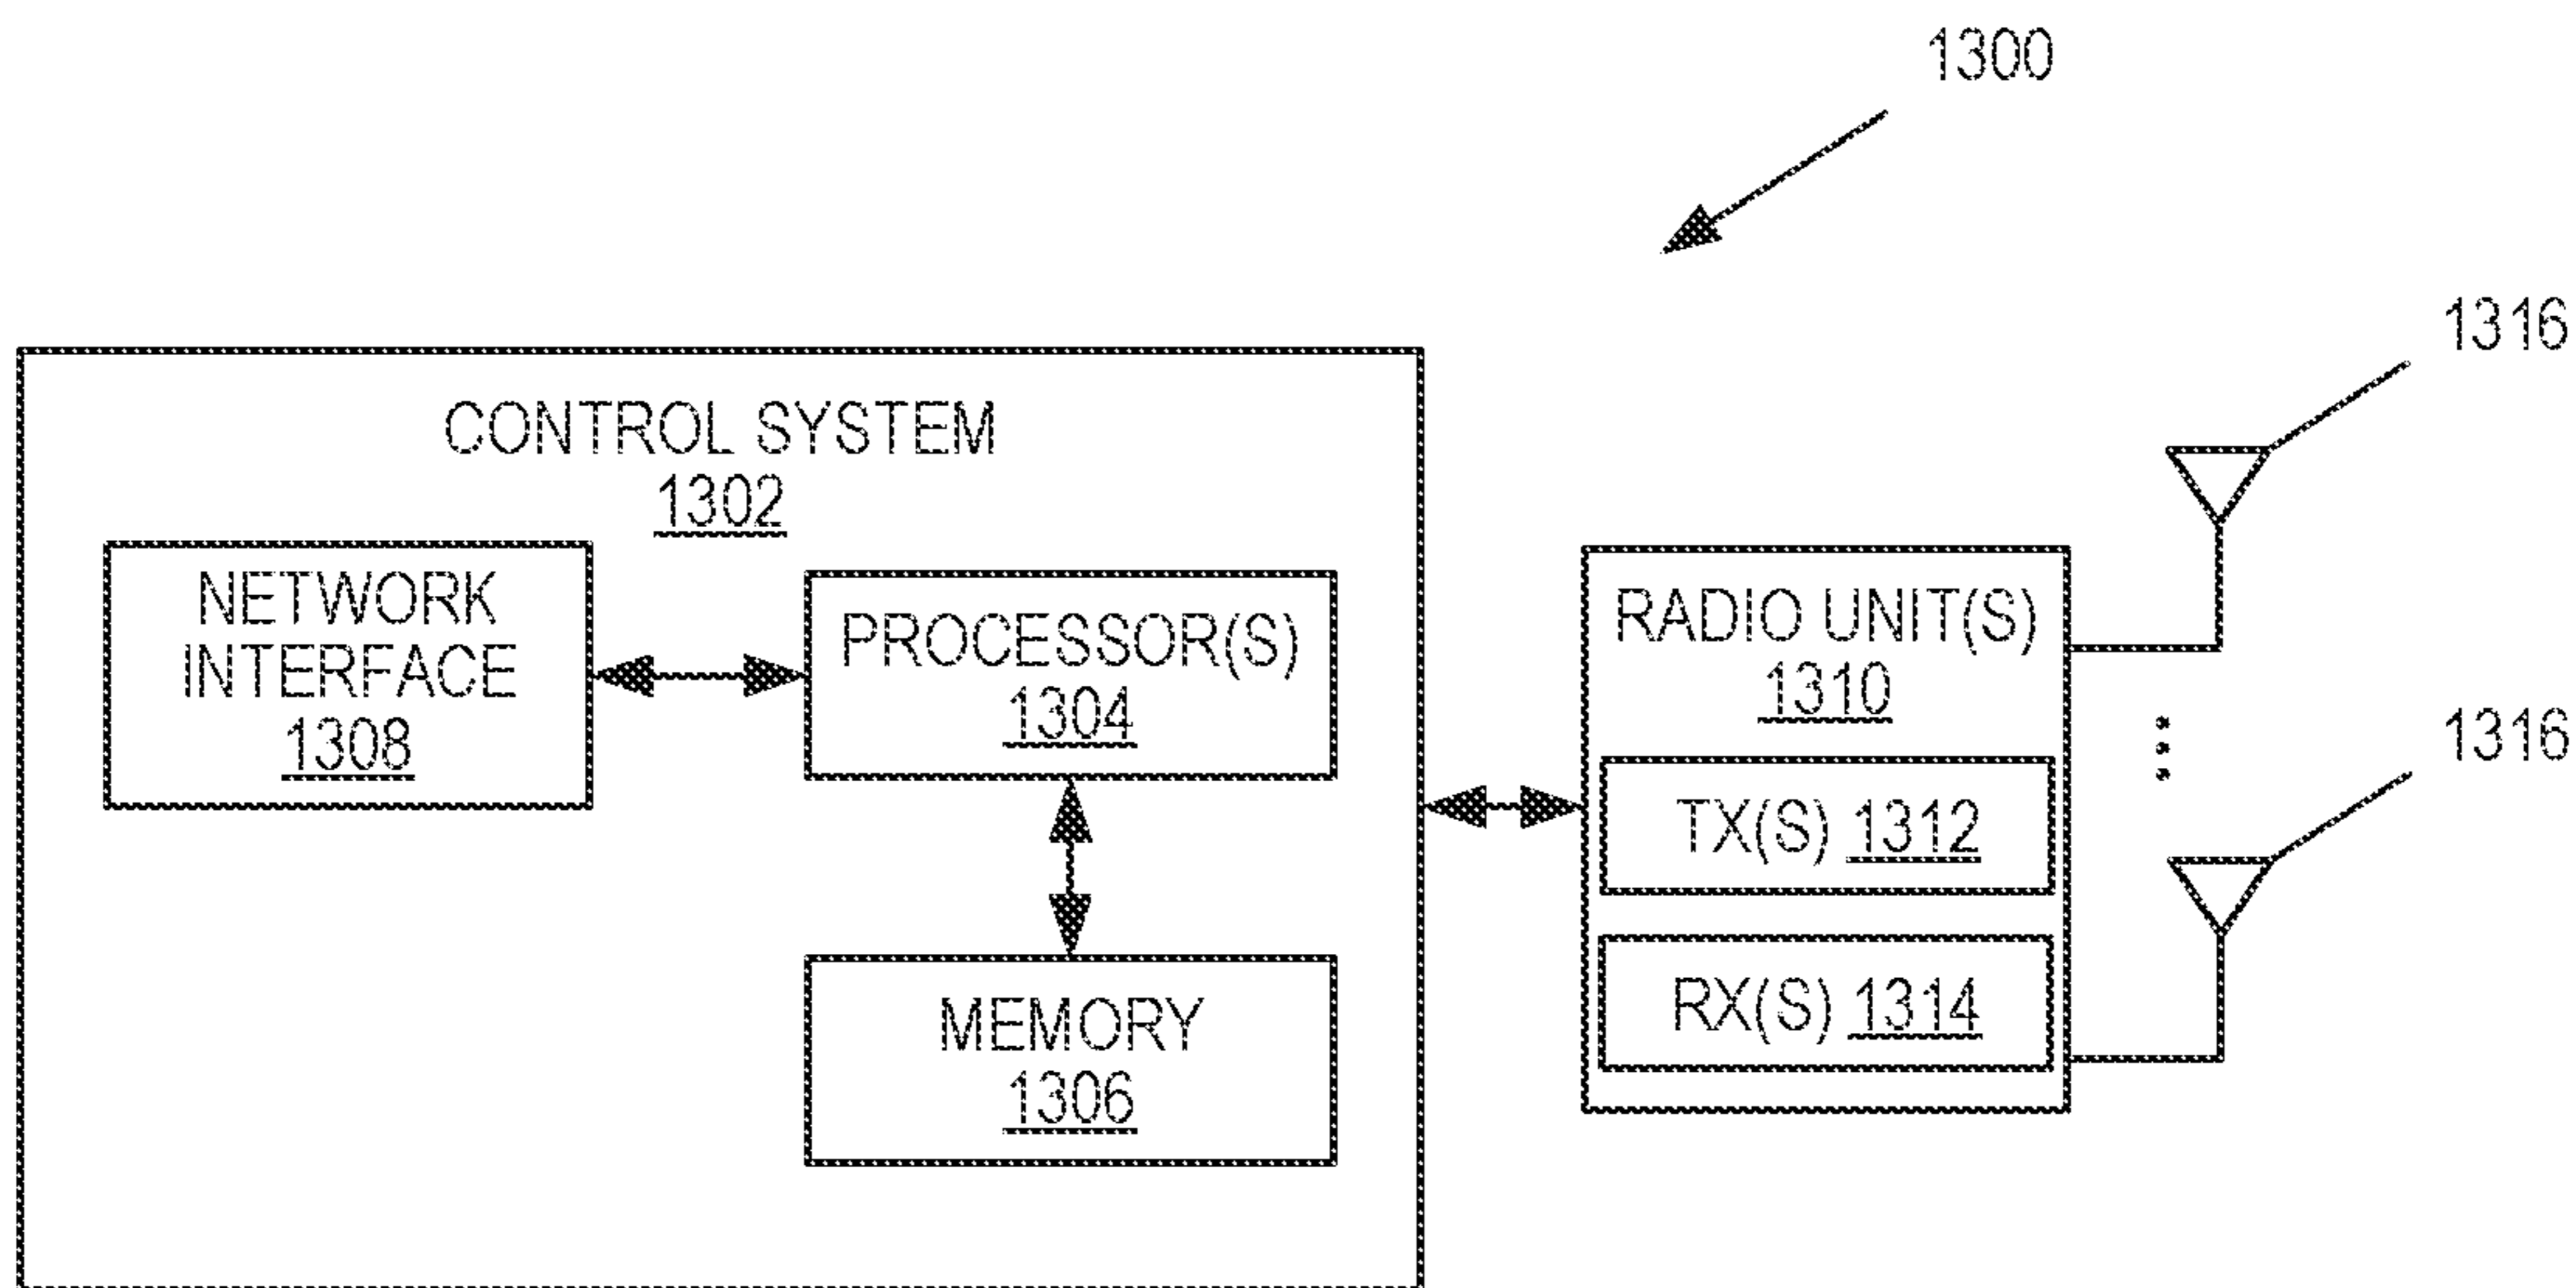 1300
1316
CONTROL SYSTEM
1302
NETWORK
INTERFACE
1308
PROCESSOR(S)
1304
MEMORY
1306
RADIO UNIT(S)
1310
TX(S) 1312
RX(S) 1314
1316